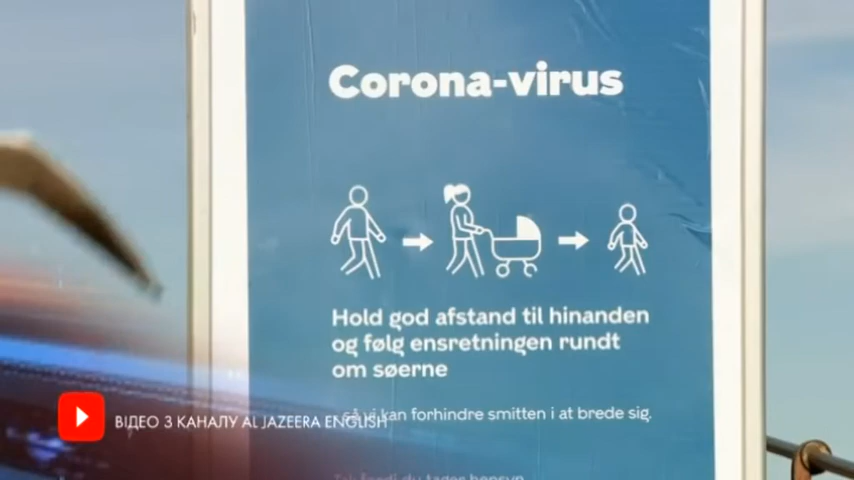 Corona-virus
Hold god afstand til hinanden
og følg ensretningen rundt
om søerne
så vi kan forhindre smitten i at brede sig.
ВІДЕО З КАНАЛУ AL JAZEERA ENGLISH